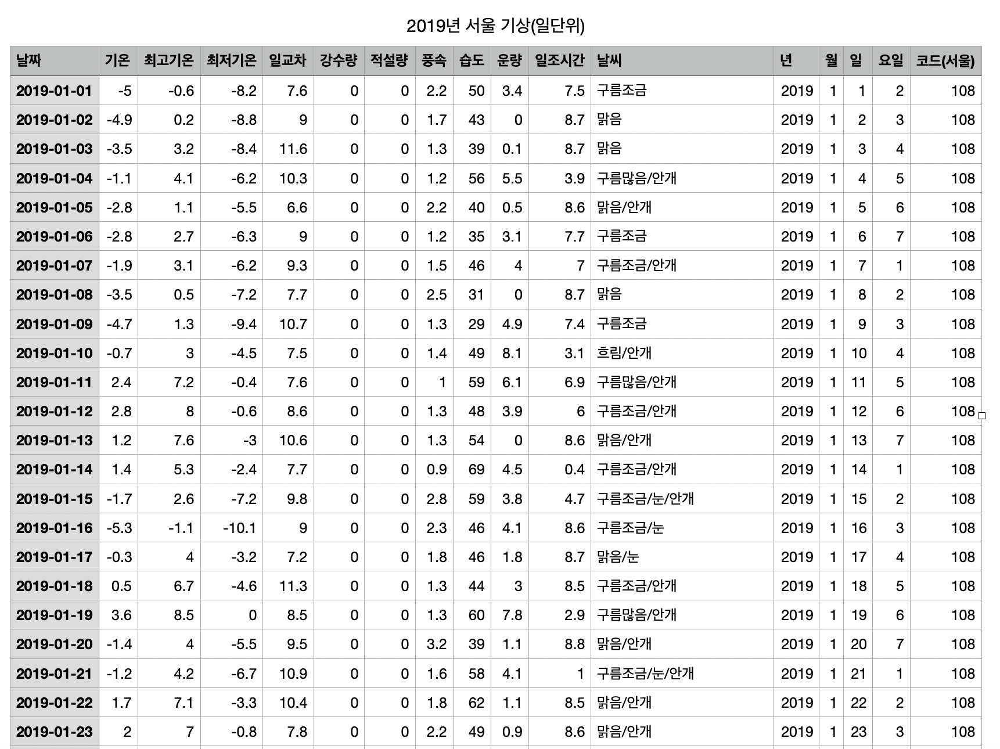 2019년 서울 기상(일단위)
날짜 기온 최고기온 최저기온 일교차 강수량 적설량 풍속 습도 운량 일조시간 날씨 년 월 일 요일 코드(서울)
2019-01-01 -5 -0.6 -8.2 7.6 0 0 2.2 50 3.4 7.5 구름조금 2019 1 1 2 108
2019-01-02 -4.9 0.2 -8.8 9 0 0 1.7 43 0 8.7 맑음 2019 1 2 3 108
2019-01-03 -3.5 3.2 -8.4 11.6 0 0 1.3 39 0.1 8.7 맑음 2019 1 3 4 108
2019-01-04 -1.1 4.1 -6.2 10.3 0 0 1.2 56 5.5 3.9 구름많음/안개 2019 1 4 5 108
2019-01-05 -2.8 1.1 -5.5 6.6 0 0 2.2 40 0.5 8.6 맑음/안개 2019 1 5 6 108
2019-01-06 -2.8 2.7 -6.3 9 0 0 1.2 35 3.1 7.7 구름조금 2019 1 6 7 108
2019-01-07 -1.9 3.1 -6.2 9.3 0 0 1.5 46 4 7 구름조금/안개 2019 1 7 1 108
2019-01-08 -3.5 0.5 -7.2 7.7 0 0 2.5 31 0 8.7 맑음 2019 1 8 2 108
2019-01-09 -4.7 1.3 -9.4 10.7 0 0 1.3 29 4.9 7.4 구름조금 2019 1 9 3 108
2019-01-10 -0.7 3 -4.5 7.5 0 0 1.4 49 8.1 3.1 흐림/안개 2019 1 10 4 108
2019-01-11 2.4 7.2 -0.4 7.6 0 0 1 59 6.1 6.9 구름많음/안개 2019 1 11 5 108
2019-01-12 2.8 8 -0.6 8.6 0 0 1.3 48 3.9 6 구름조금/안개 2019 1 12 6 108
2019-01-13 1.2 7.6 -3 10.6 0 0 1.3 54 0 8.6 맑음/안개 2019 1 13 7 108
2019-01-14 1.4 5.3 -2.4 7.7 0 0 0.9 69 4.5 0.4 구름조금/안개 2019 1 14 1 108
2019-01-15 -1.7 2.6 -7.2 9.8 0 0 2.8 59 3.8 4.7 구름조금/눈/안개 2019 1 15 2 108
2019-01-16 -5.3 -1.1 -10.1 9 0 0 2.3 46 4.1 8.6 구름조금/눈 2019 1 16 3 108
2019-01-17 -0.3 4 -3.2 7.2 0 0 1.8 46 1.8 8.7 맑음/눈 2019 1 17 4 108
2019-01-18 0.5 6.7 -4.6 11.3 0 0 1.3 44 3 8.5 구름조금/안개 2019 1 18 5 108
2019-01-19 3.6 8.5 0 8.5 0 0 1.3 60 7.8 2.9 구름많음/안개 2019 1 19 6 108
2019-01-20 -1.4 4 -5.5 9.5 0 0 3.2 39 1.1 8.8 맑음/안개 2019 1 20 7 108
2019-01-21 -1.2 4.2 -6.7 10.9 0 0 1.6 58 4.1 1 구름조금/눈/안개 2019 1 21 1 108
2019-01-22 1.7 7.1 -3.3 10.4 0 0 1.8 62 1.1 8.5 맑음/안개 2019 1 22 2 108
2019-01-23 2 7 -0.8 7.8 0 0 2.2 49 0.9 8.6 맑음/안개 2019 1 23 3 108